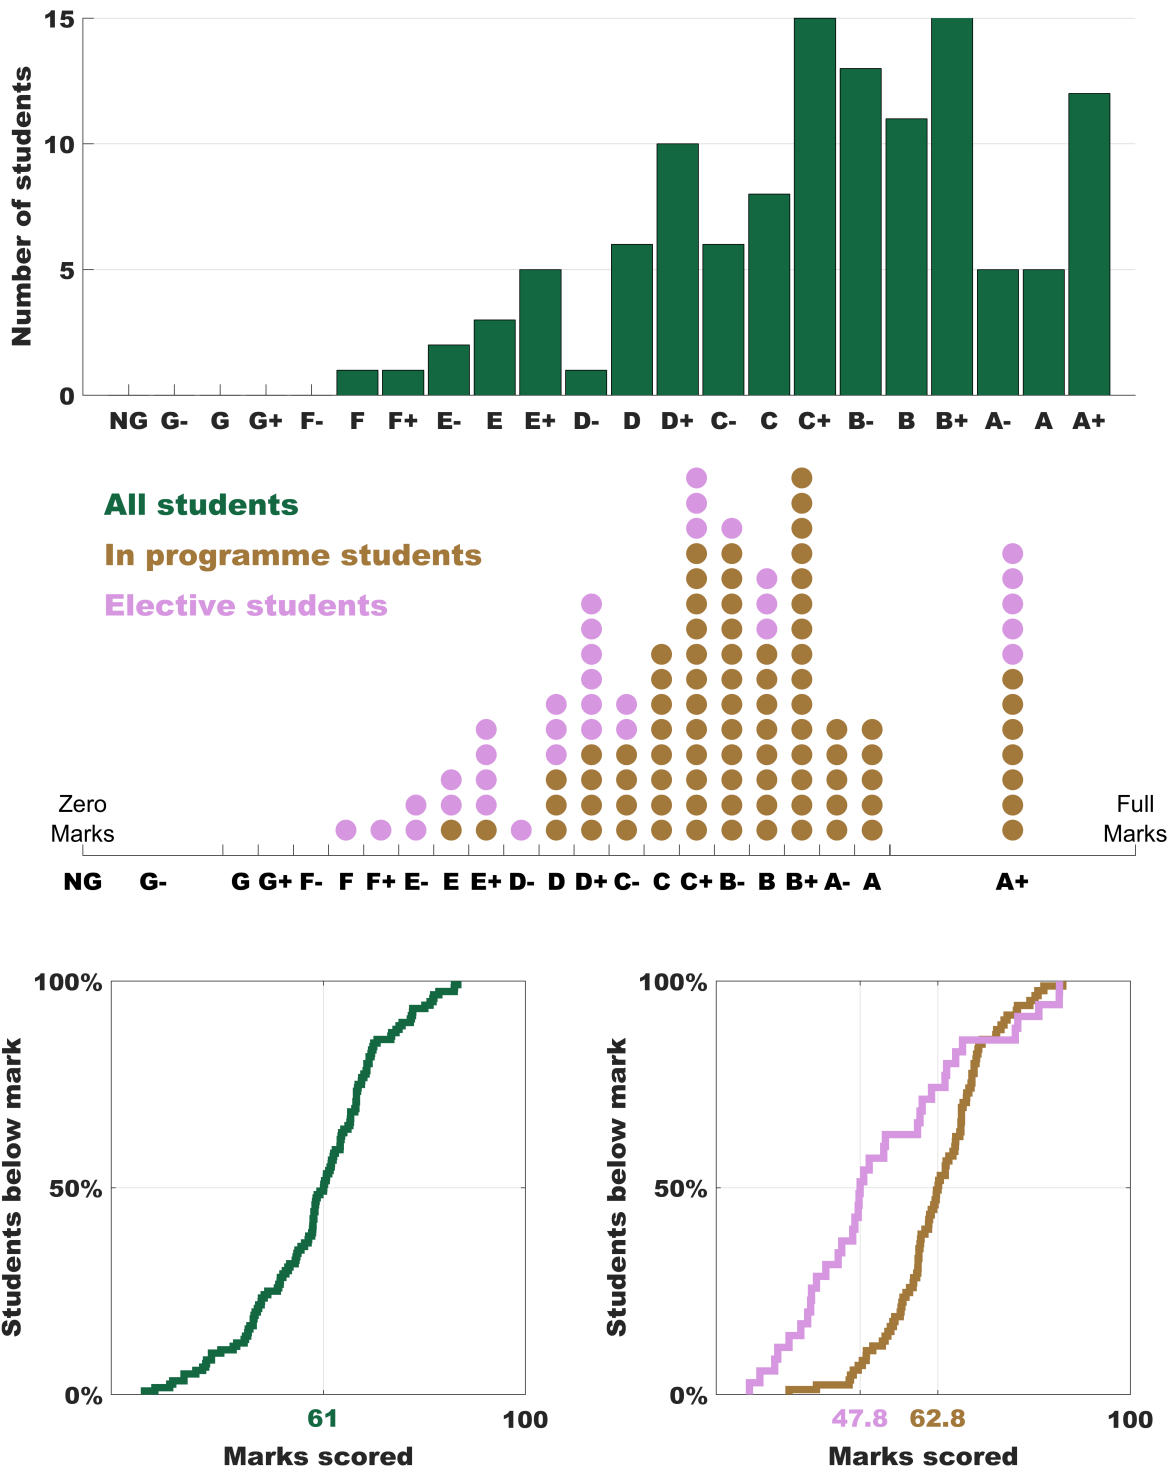 15
10
5
0
Number of students
NG G- G G+ F- F F+ E- E E+ D- D D+ C- C C+ B- B B+ A- A A+
All students
In programme students
Elective students
Zero
Marks
Full
Marks
NG G- G G+ F- F F+ E- E E+ D- D D+ C- C C+ B- B B+ A- A A+
100%
50%
0%
Students below mark
61 100
Marks scored
100%
50%
0%
Students below mark
47.8 62.8 100
Marks scored